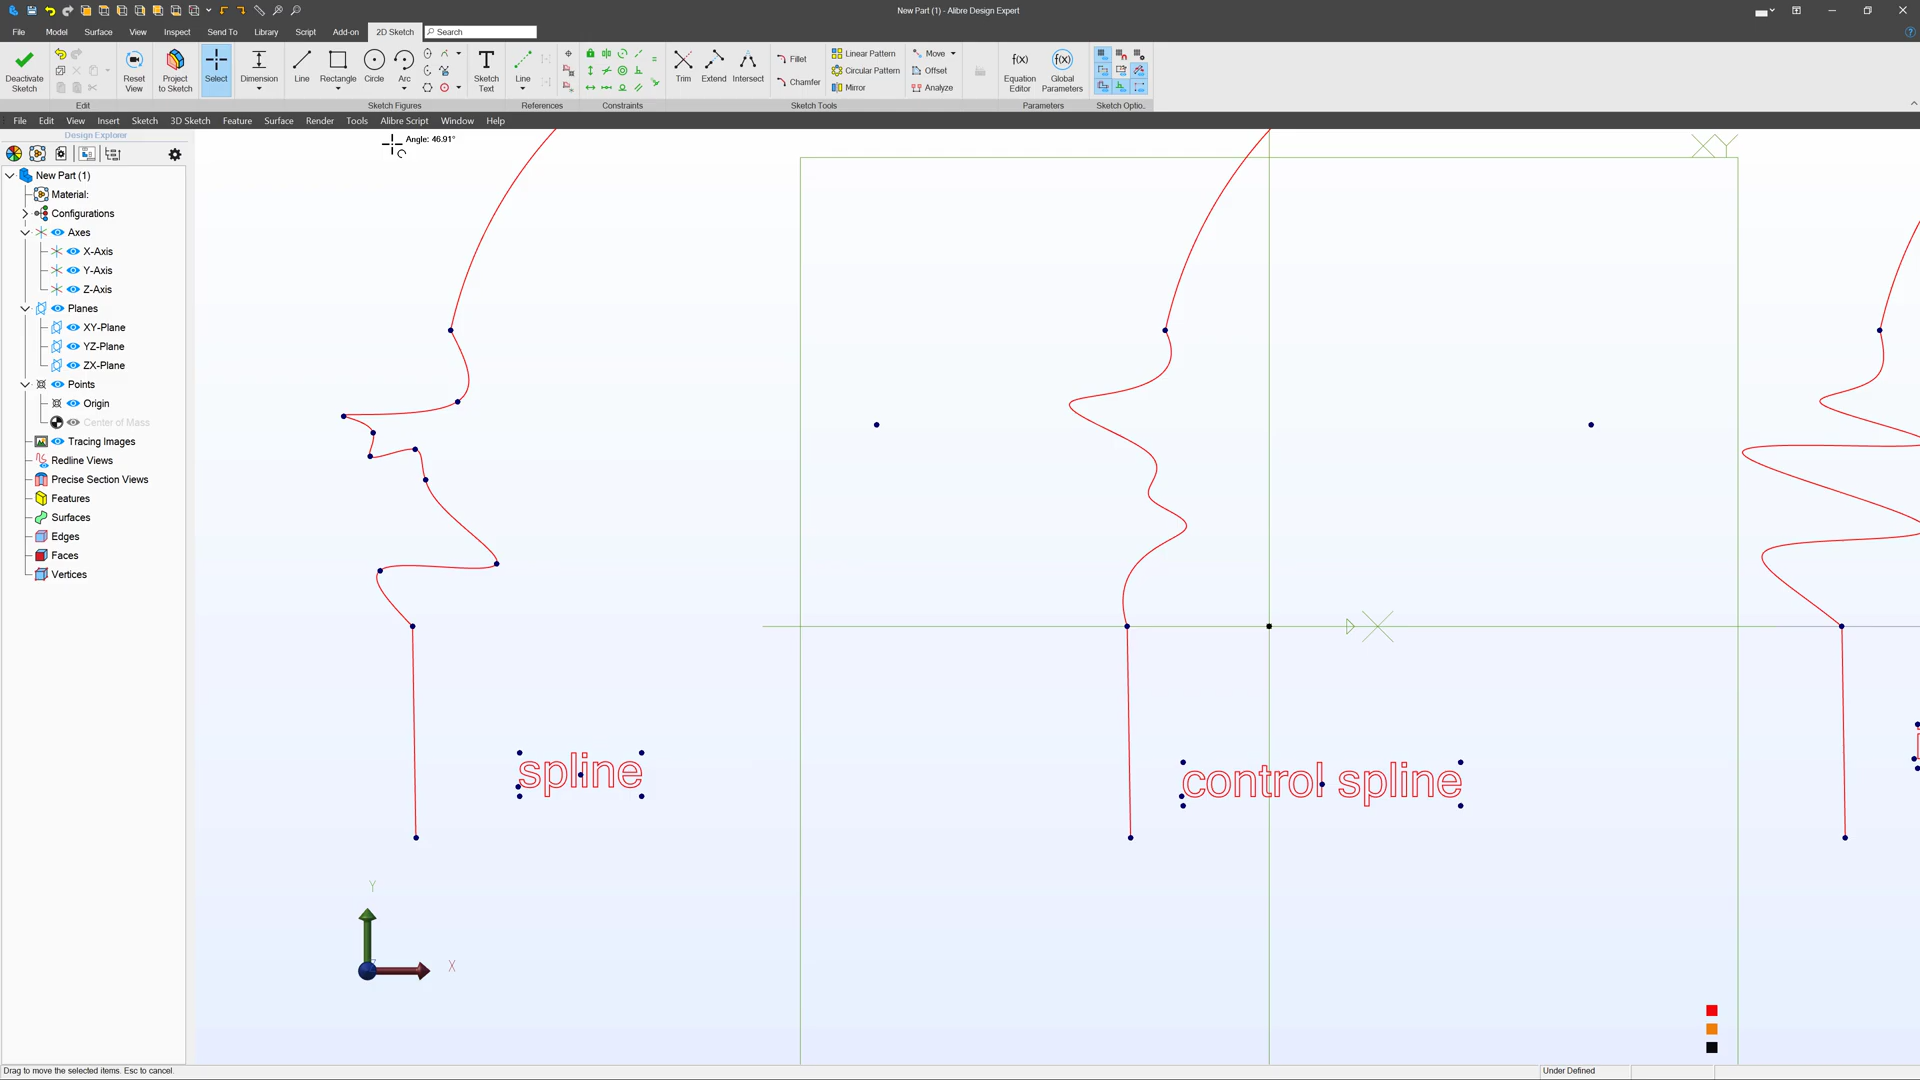 New Part (1) - Alibre Design Expert
File Model Surface View Inspect Send To Library Script Add-on 2D Sketch Search
Deactivate Sketch
Reset View
Project to Sketch
Select
Dimension
Line
Rectangle
Circle
Arc
Sketch Text
Line
Trim
Extend
Intersect
Fillet
Chamfer
Linear Pattern
Circular Pattern
Mirror
Move
Offset
Analyze
Equation Editor
Global Parameters
Edit
Sketch Figures
References
Constraints
Sketch Tools
Parameters
Sketch Optio..
File Edit View Insert Sketch 3D Sketch Feature Surface Render Tools Alibre Script Window Help
Design Explorer
Angle: 46.91°
New Part (1)
Material:
Configurations
Axes
X-Axis
Y-Axis
Z-Axis
Planes
XY-Plane
YZ-Plane
ZX-Plane
Points
Origin
Center of Mass
Tracing Images
Redline Views
Precise Section Views
Features
Surfaces
Edges
Faces
Vertices
XY
X
spline
control spline
Y
X
Drag to move the selected items. Esc to cancel.
Under Defined